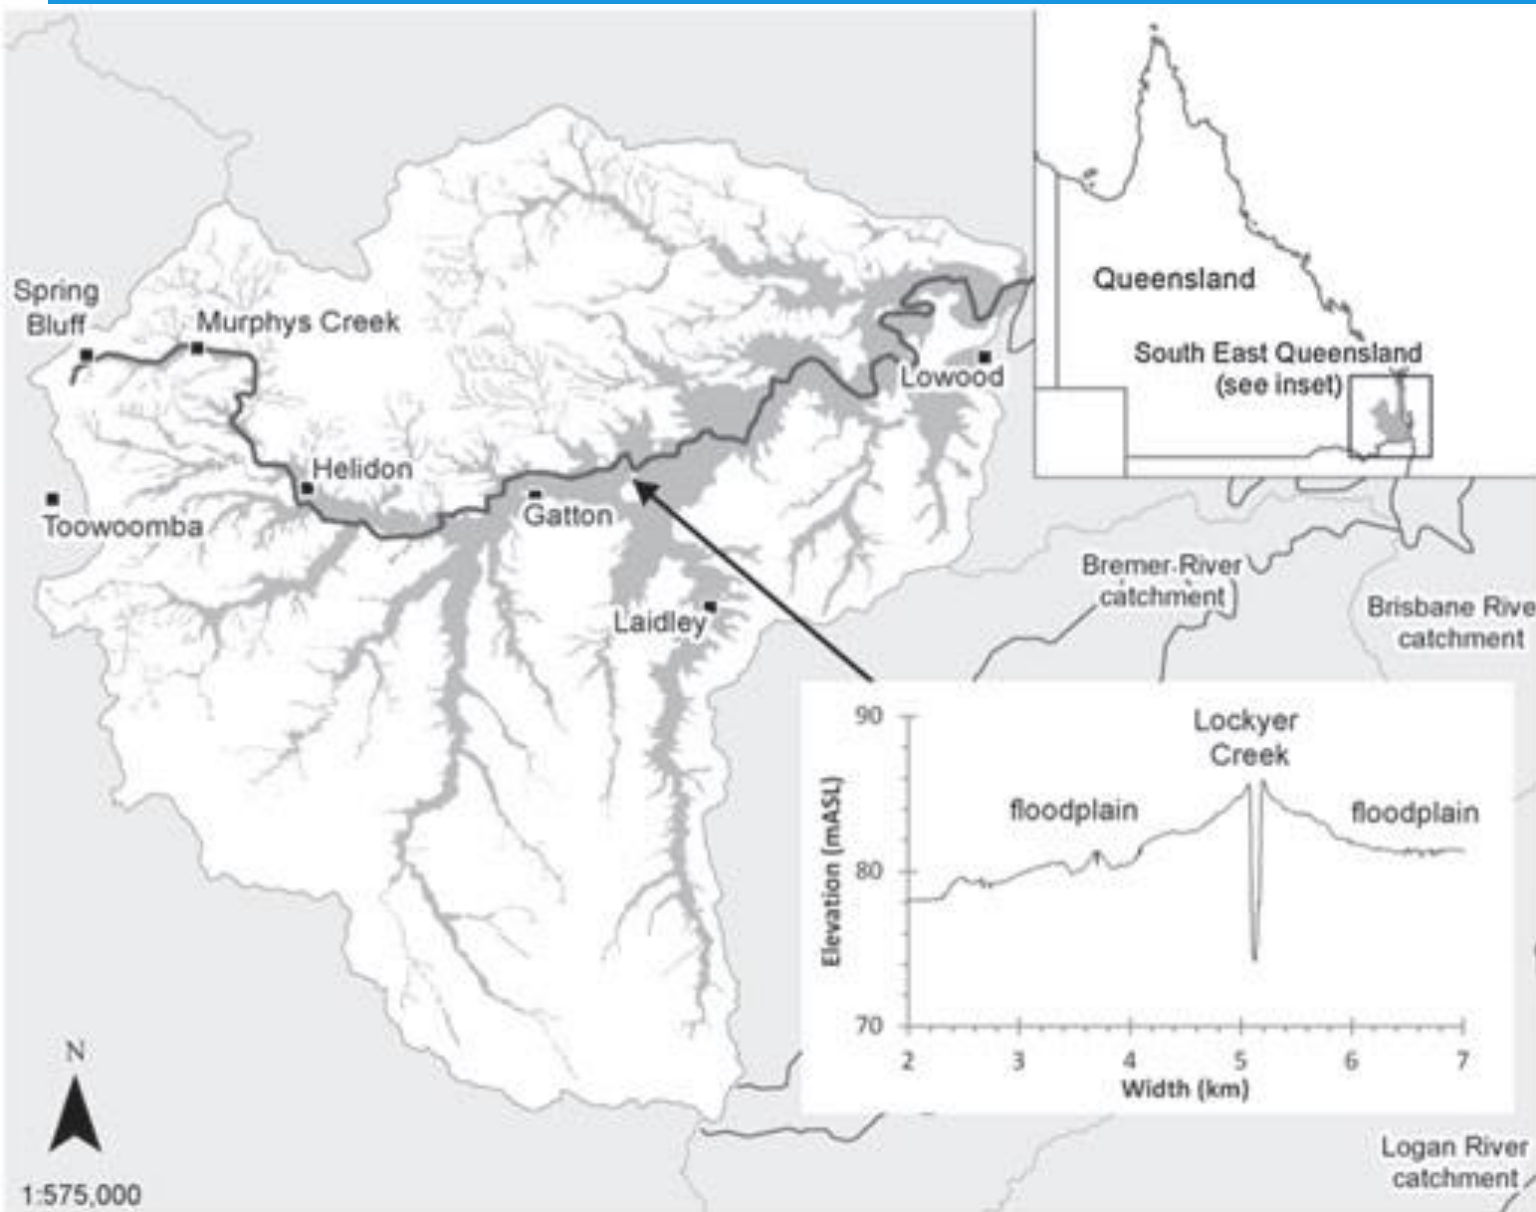 Spring
Bluff
Murphys Creek
Helidon
Toowoomba
Gatton
Laidley
Lowood
Queensland
South East Queensland
(see inset)
Bremer River
catchment
Brisbane Rive
catchment
Logan River
catchment
90
80
70
Elevation (mASL)
Lockyer
Creek
floodplain
floodplain
2 3 4 5 6 7
Width (km)
N
1:575,000